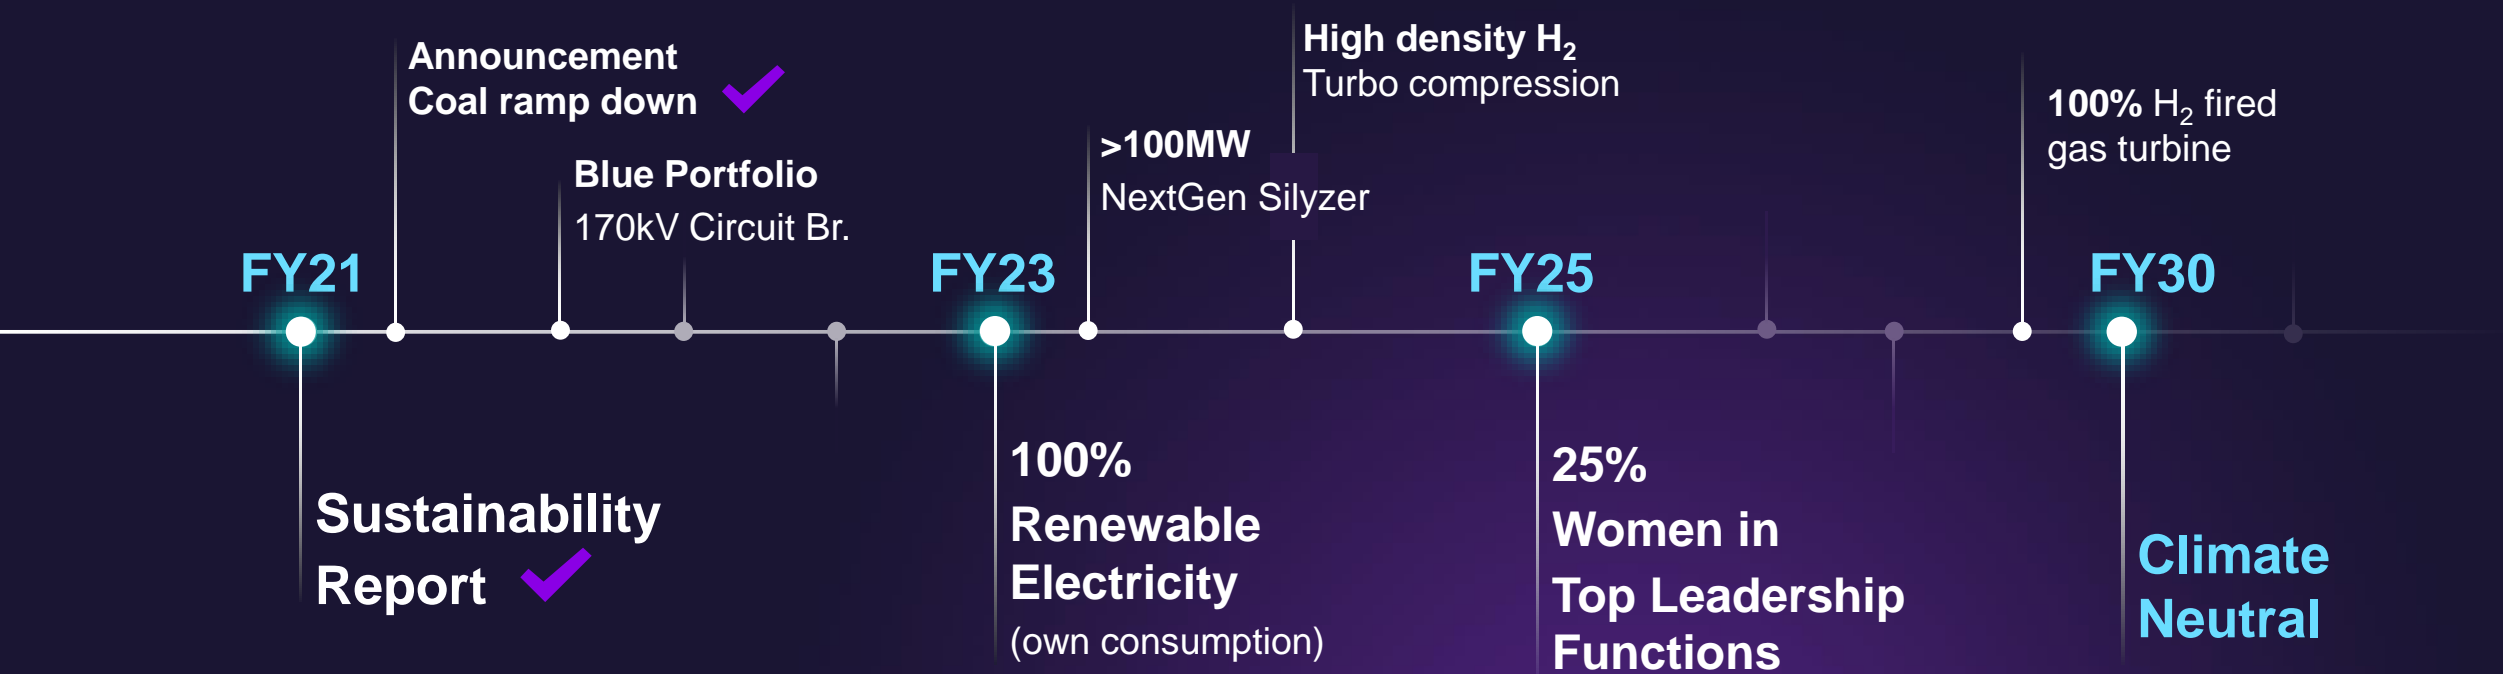 Announcement
Coal ramp down
Blue Portfolio
170kV Circuit Br.
>100MW
NextGen Silyzer
High density H₂
Turbo compression
100% H₂ fired
gas turbine
FY21
FY23
FY25
FY30
Sustainability
Report
100%
Renewable
Electricity
(own consumption)
25%
Women in
Top Leadership
Functions
Climate
Neutral